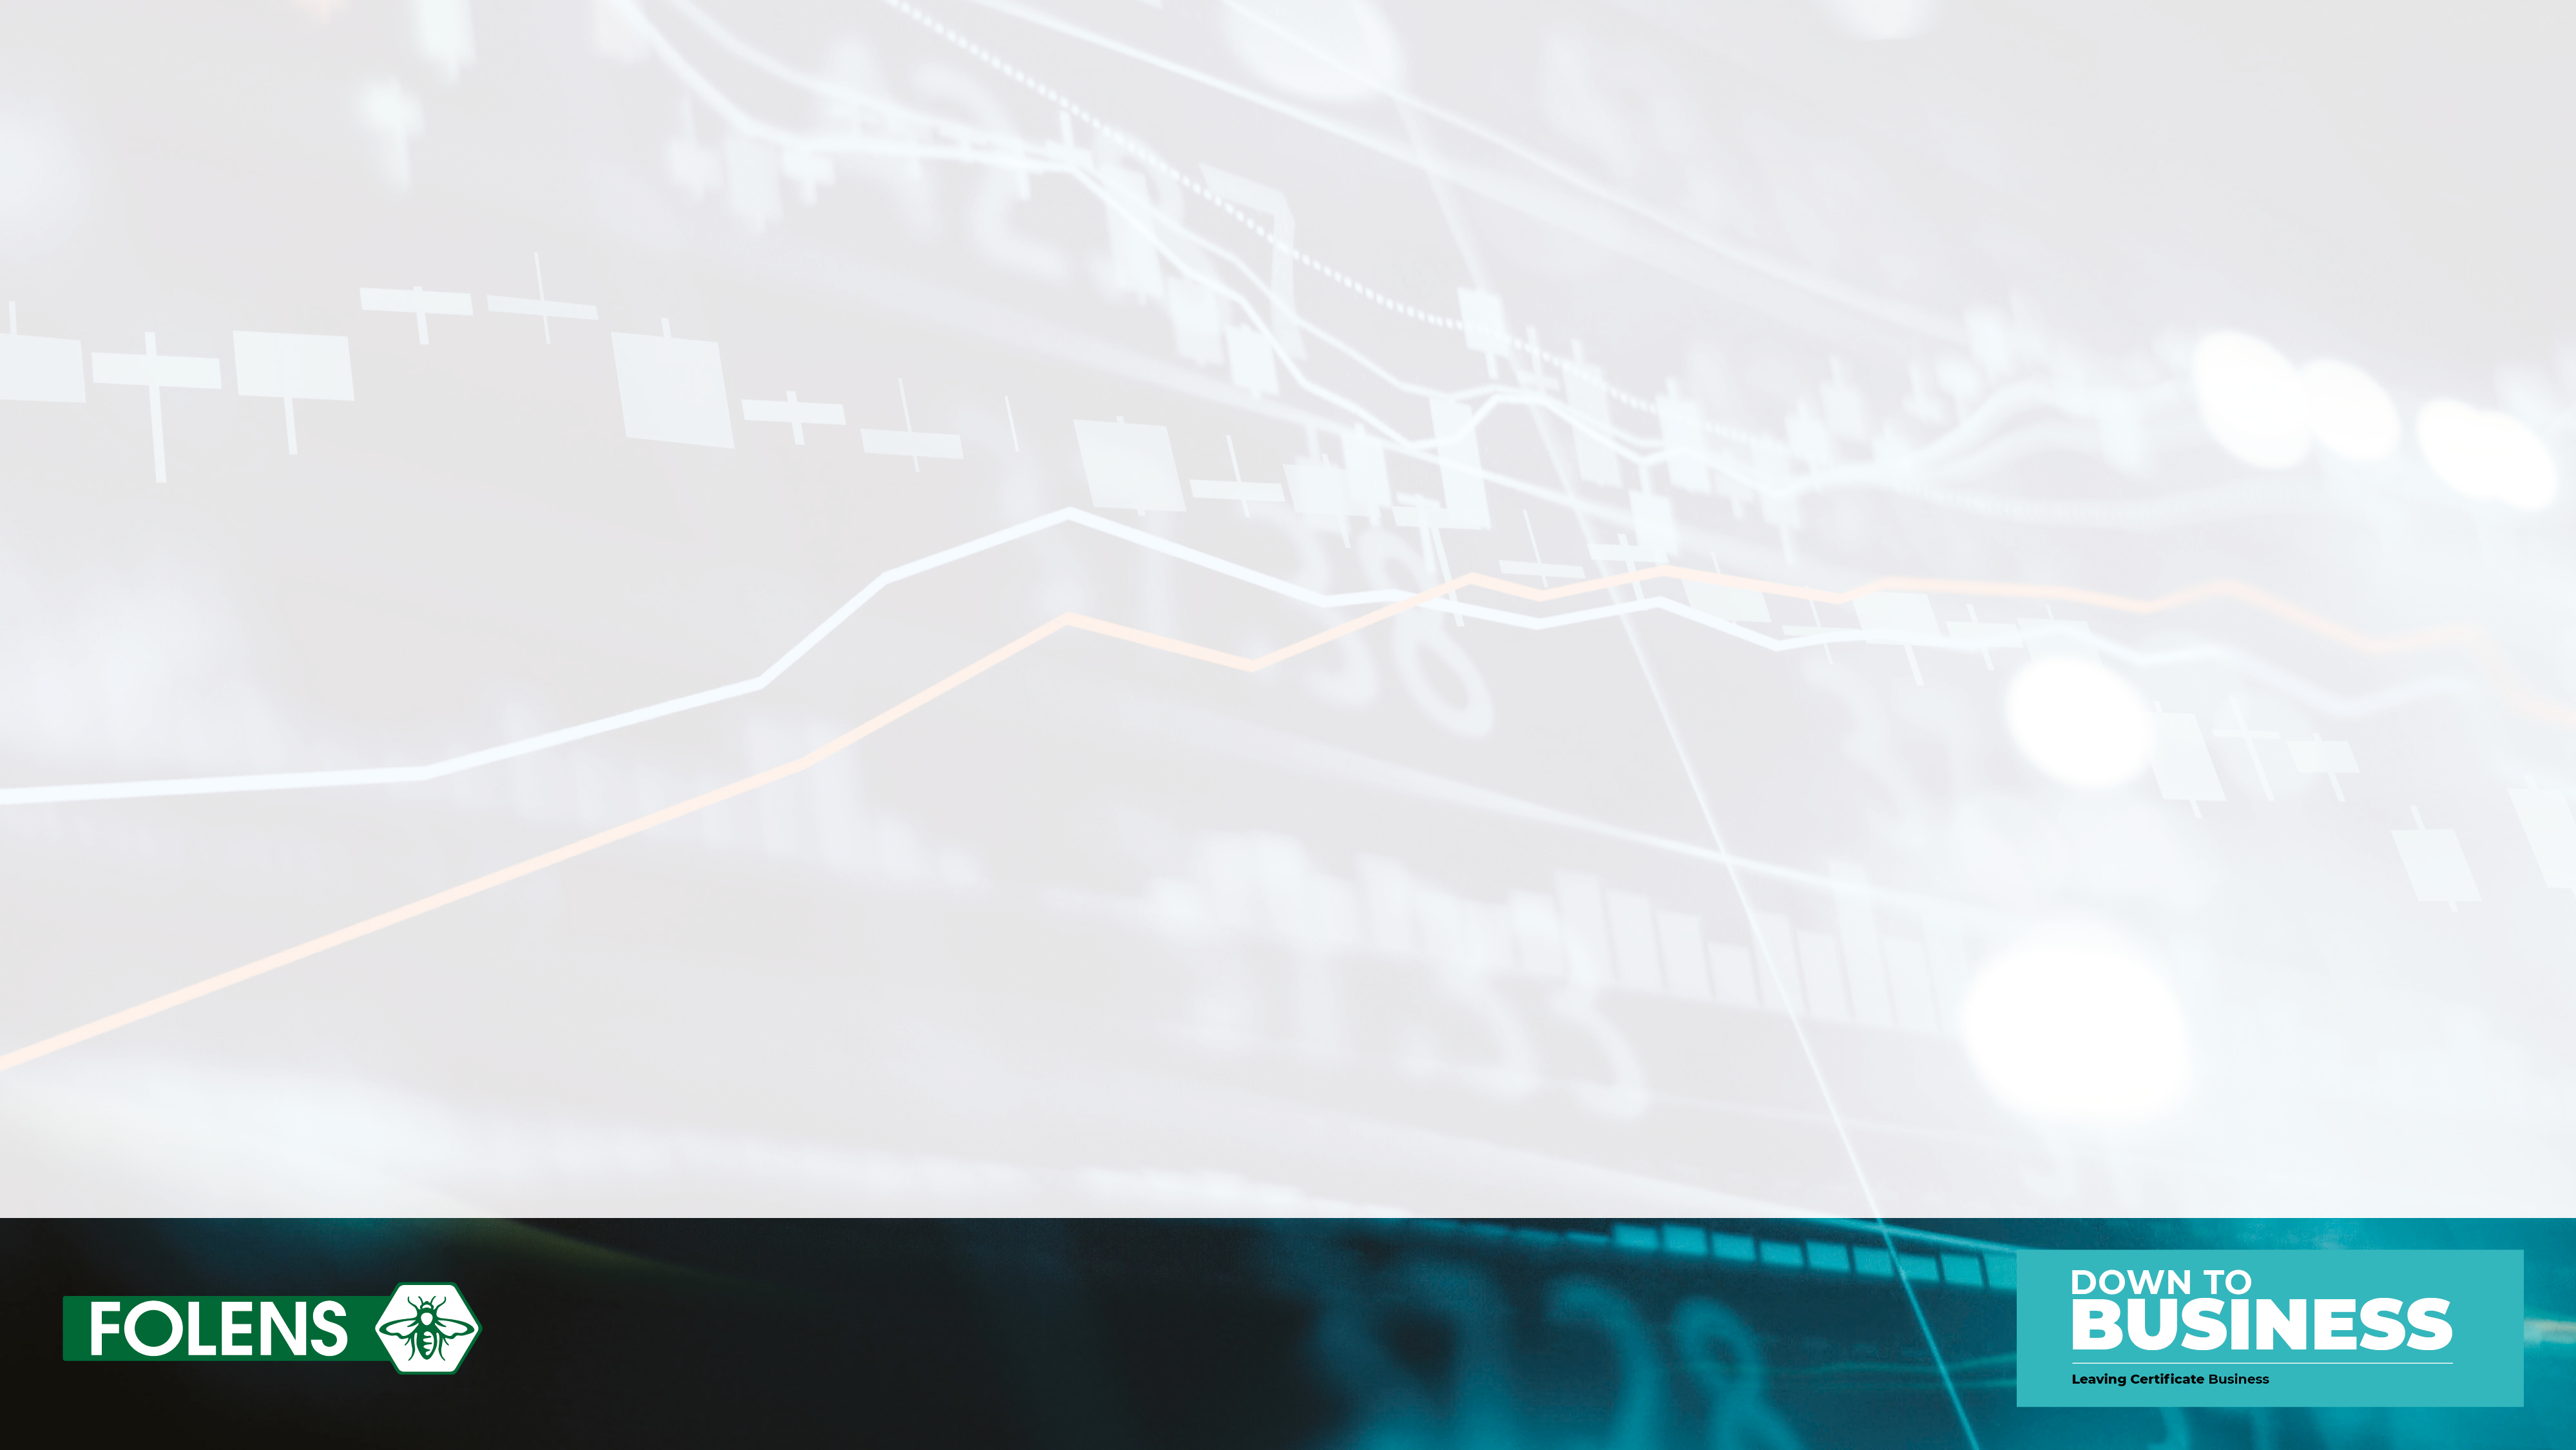 FOLENS
DOWN TO
BUSINESS
Leaving Certificate Business